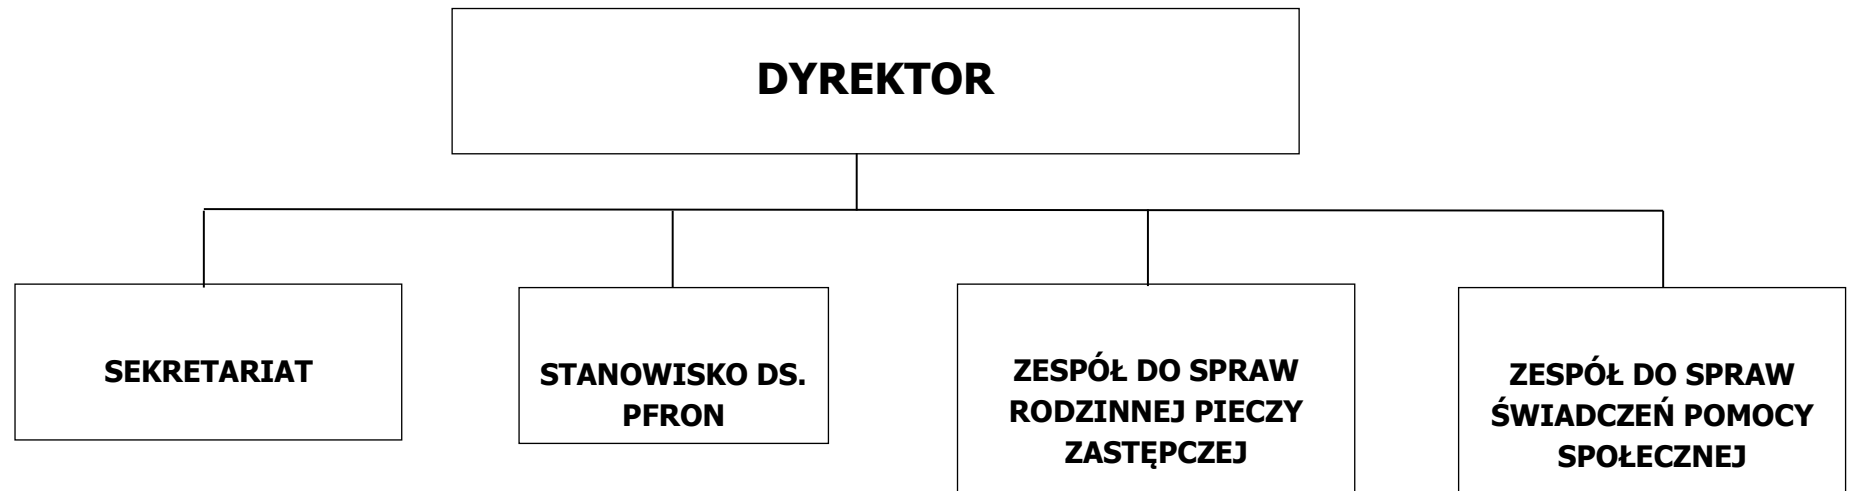 DYREKTOR
SEKRETARIAT
STANOWISKO DS.
PFRON
ZESPÓŁ DO SPRAW
RODZINNEJ PIECZY
ZASTĘPCZEJ
ZESPÓŁ DO SPRAW
ŚWIADCZEŃ POMOCY
SPOŁECZNEJ